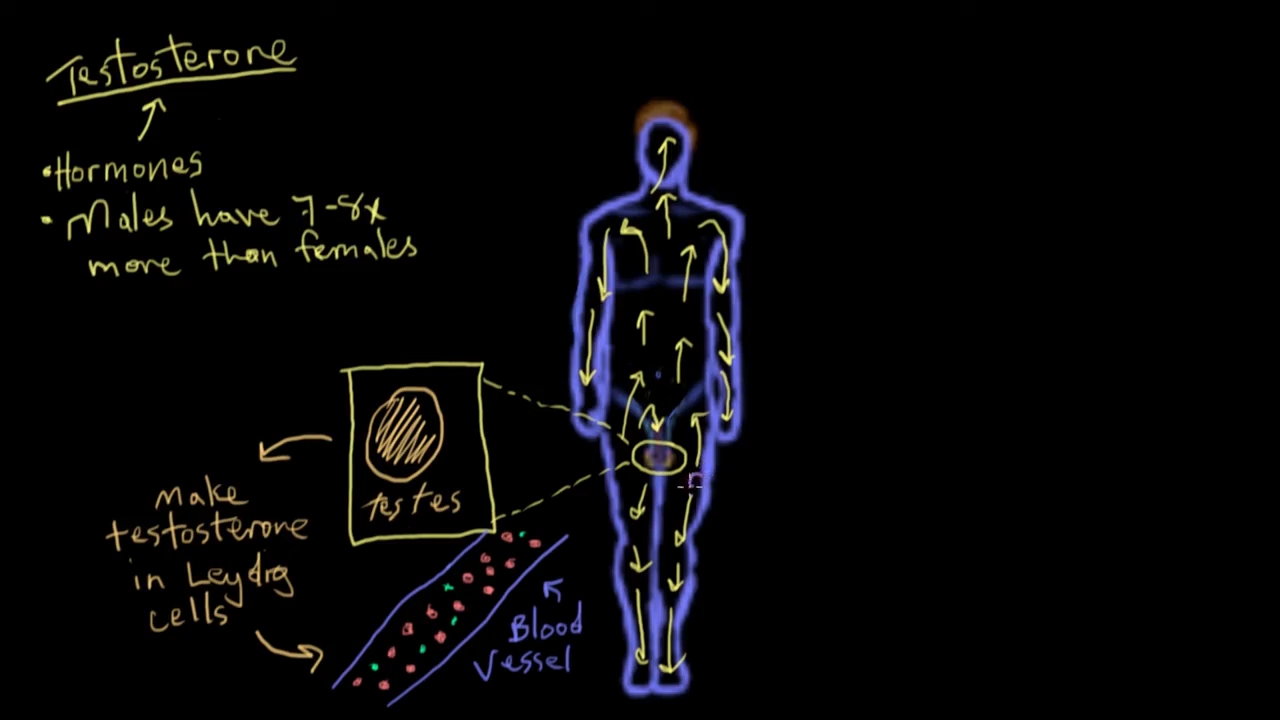 Testosterone
•Hormones
• Males have 7-8x
more than females
testes
Make
testosterone
in Leydig
cells
Blood
Vessel